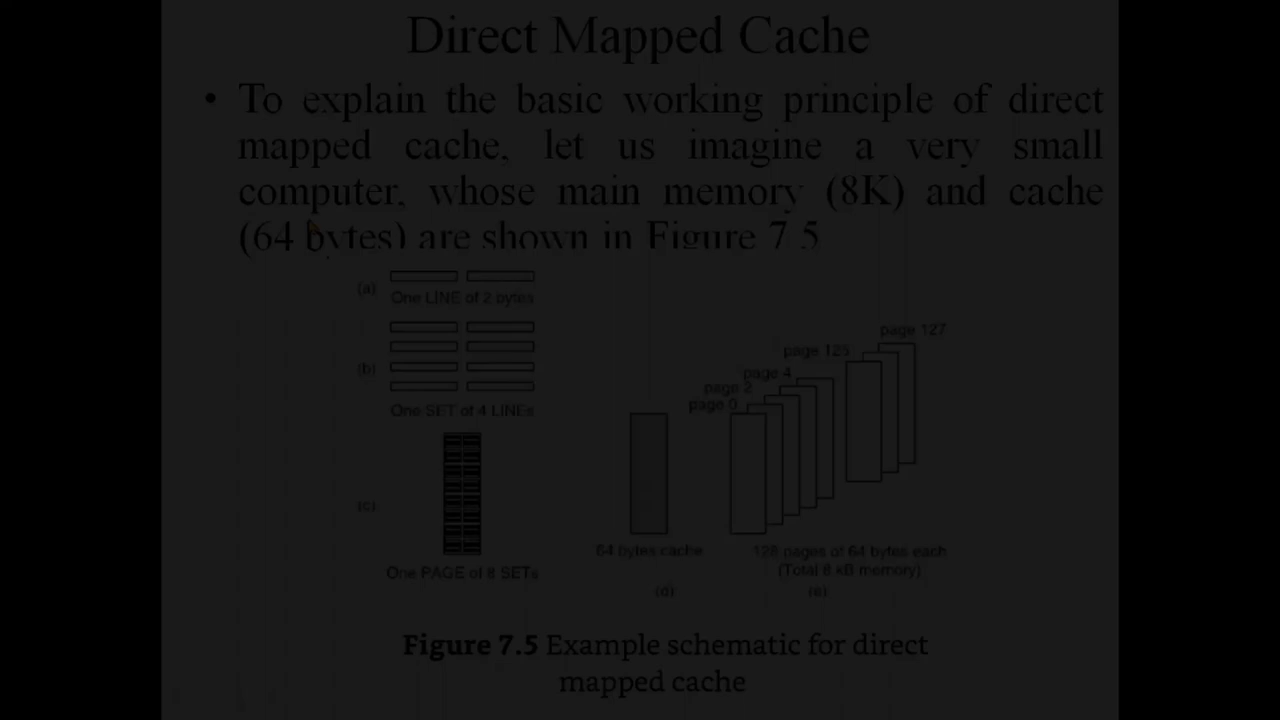 Direct Mapped Cache
• To explain the basic working principle of direct
mapped cache, let us imagine a very small
computer, whose main memory (8K) and cache
(64 bytes) are shown in Figure 7.5
(a)
One LINE of 2 bytes
(b)
One SET of 4 LINEs
(c)
One PAGE of 8 SETs
page 127
page 125
page 4
page 2
page 0
64 bytes cache
(d)
128 pages of 64 bytes each
(Total 8 kB memory)
(e)
Figure 7.5 Example schematic for direct
mapped cache